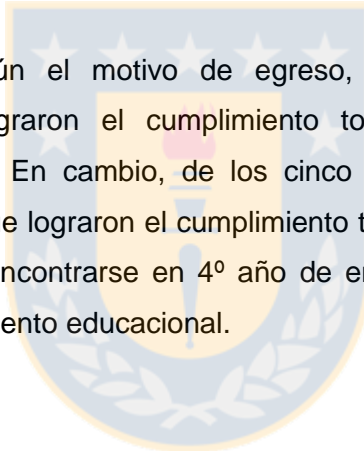 ún el motivo de egreso,
graron el cumplimiento to
En cambio, de los cinco
e lograron el cumplimiento t
ncontrarse en 4º año de e
ento educacional.